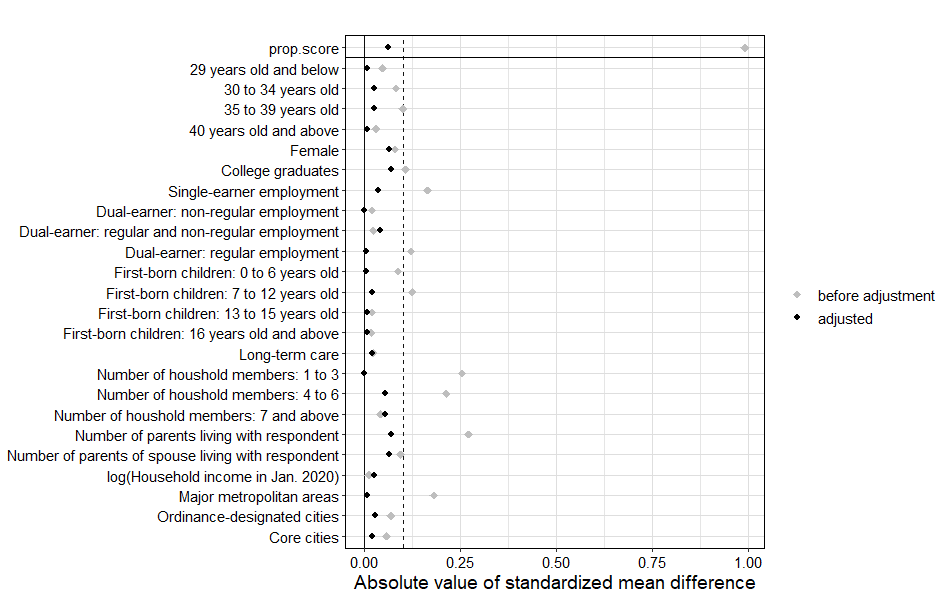 prop.score
29 years old and below
30 to 34 years old
35 to 39 years old
40 years old and above
Female
College graduates
Single-earner employment
Dual-earner: non-regular employment
Dual-earner: regular and non-regular employment
Dual-earner: regular employment
First-born children: 0 to 6 years old
First-born children: 7 to 12 years old
First-born children: 13 to 15 years old
First-born children: 16 years old and above
Long-term care
Number of houshold members: 1 to 3
Number of houshold members: 4 to 6
Number of houshold members: 7 and above
Number of parents living with respondent
Number of parents of spouse living with respondent
log(Household income in Jan. 2020)
Major metropolitan areas
Ordinance-designated cities
Core cities
0.00 0.25 0.50 0.75 1.00
Absolute value of standardized mean difference
before adjustment
adjusted